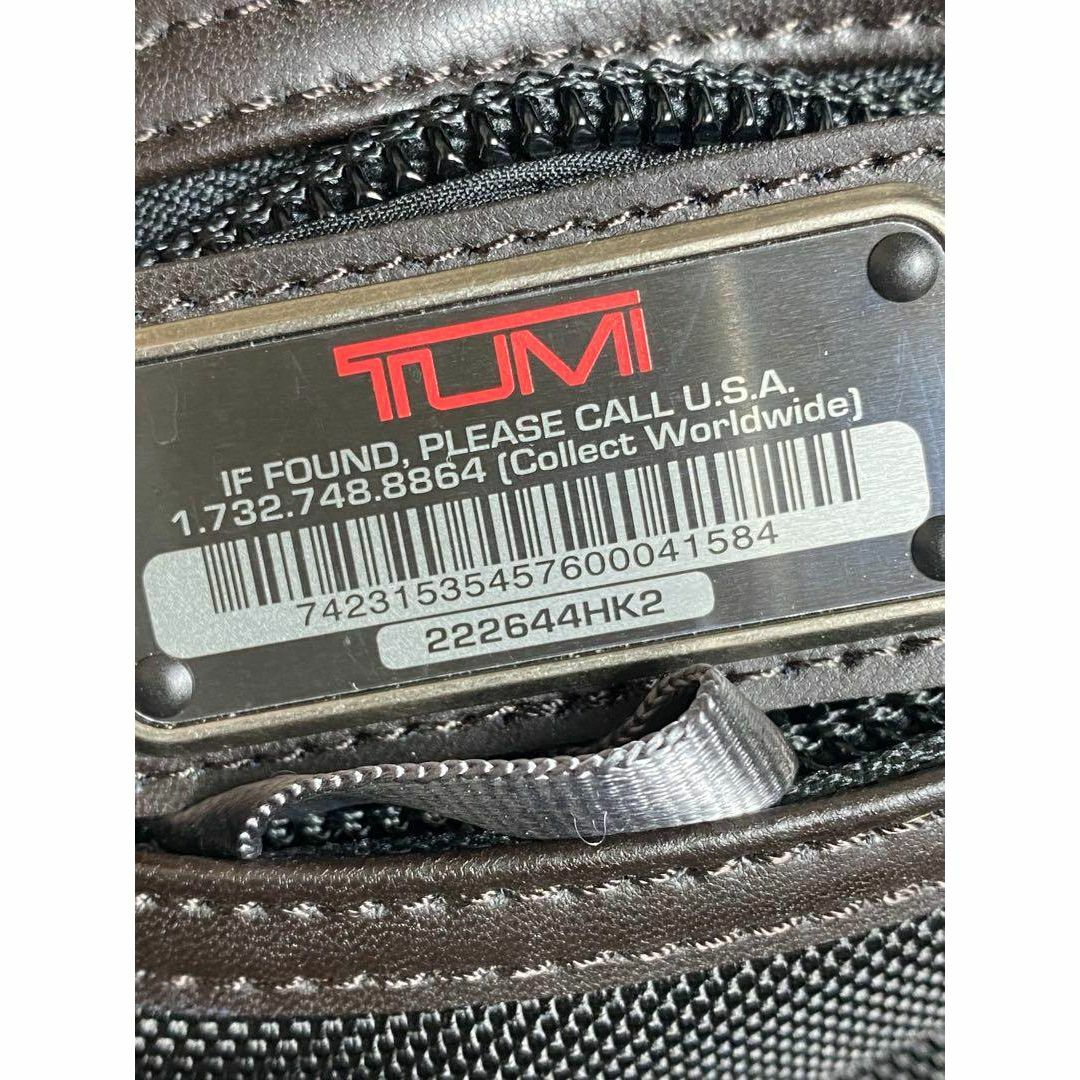 TUMI
IF FOUND, PLEASE CALL U.S.A.
1.732.748.8864 (Collect Worldwide)
74231535457600041584
222644HK2